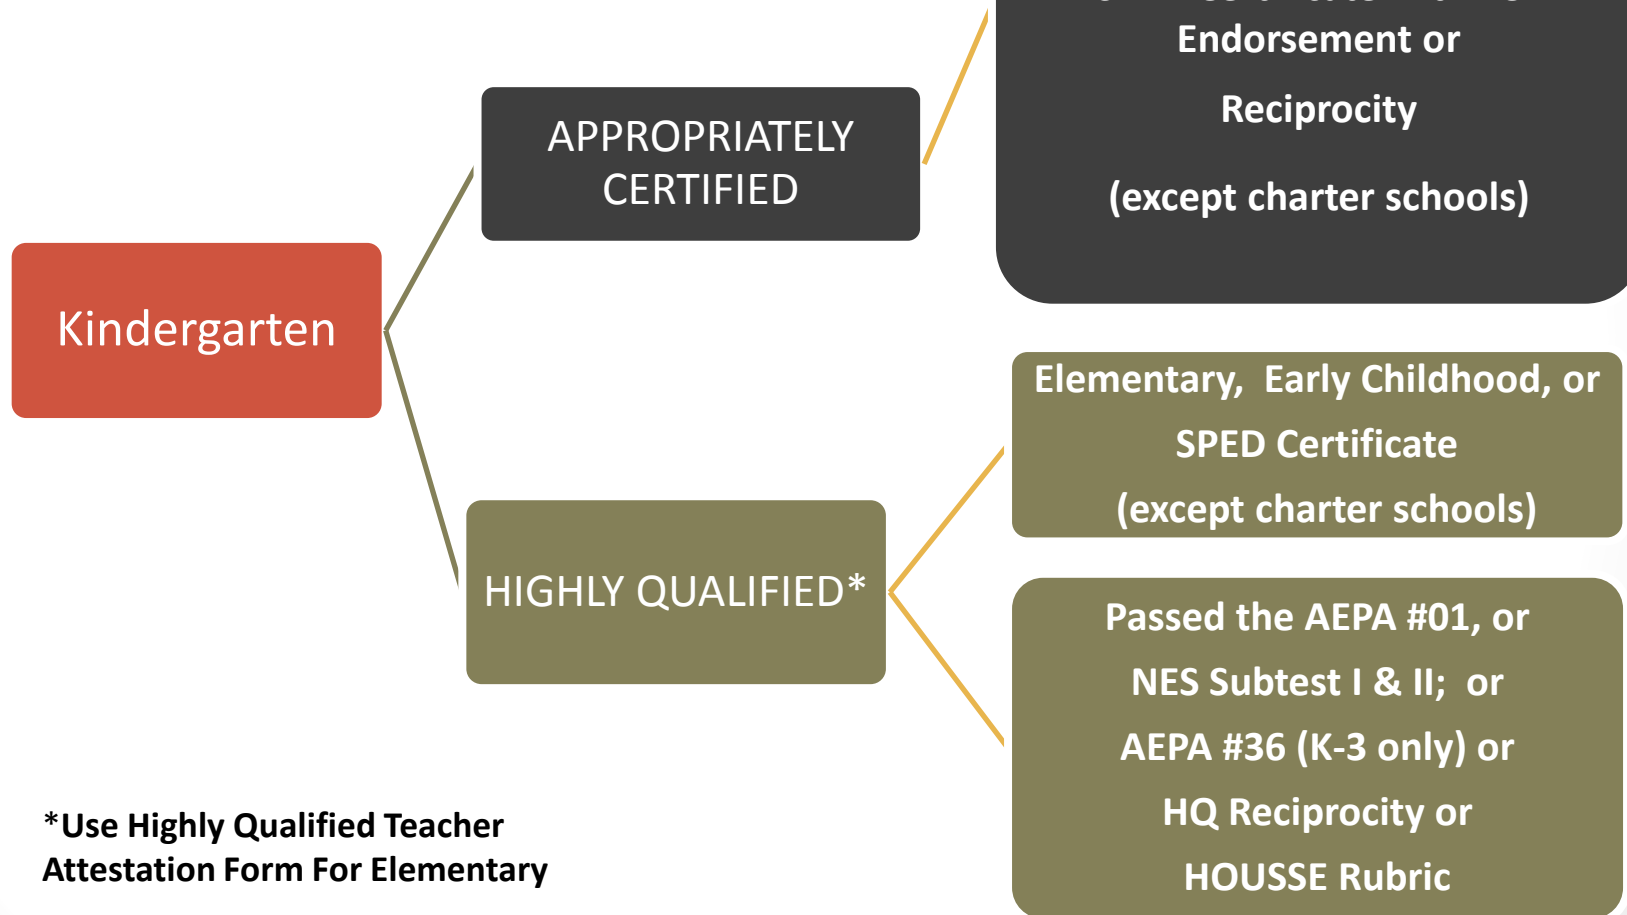 Endorsement or
Reciprocity
(except charter schools)
APPROPRIATELY
CERTIFIED
Kindergarten
Elementary, Early Childhood, or
SPED Certificate
(except charter schools)
HIGHLY QUALIFIED*
Passed the AEPA #01, or
NES Subtest I & II; or
AEPA #36 (K-3 only) or
HQ Reciprocity or
HOUSSE Rubric
*Use Highly Qualified Teacher
Attestation Form For Elementary